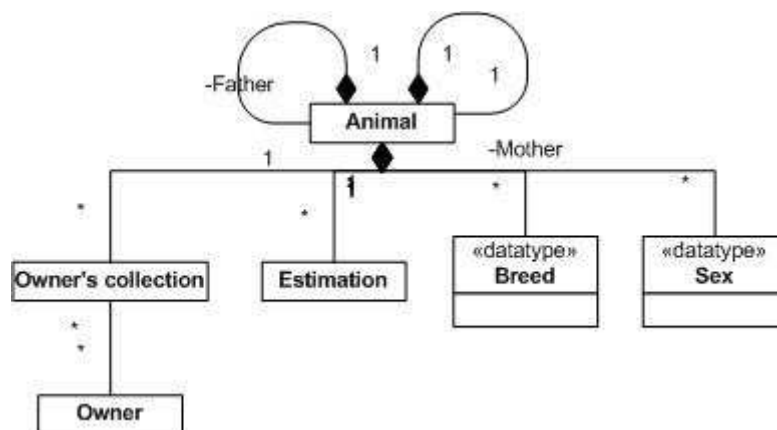 1
1
1
-Father
Animal
-Mother
1
1
*
*
*
*
«datatype»
Breed
«datatype»
Sex
Owner's collection
Estimation
*
*
Owner